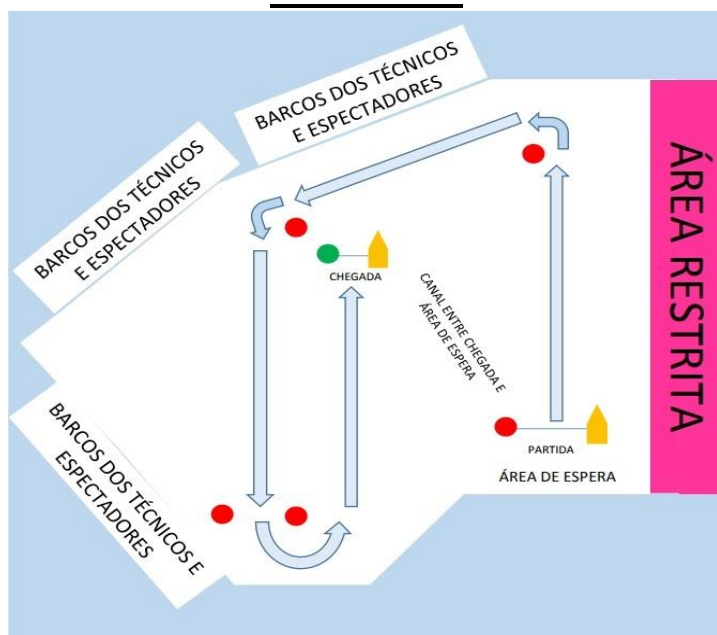 BARCOS DOS TÉCNICOS
E ESPECTADORES
BARCOS DOS TÉCNICOS
E ESPECTADORES
ÁREA RESTRITA
CHEGADA
CANAL ENTRE CHEGADA E
ÁREA DE ESPERA
BARCOS DOS TÉCNICOS E
ESPECTADORES
PARTIDA
ÁREA DE ESPERA